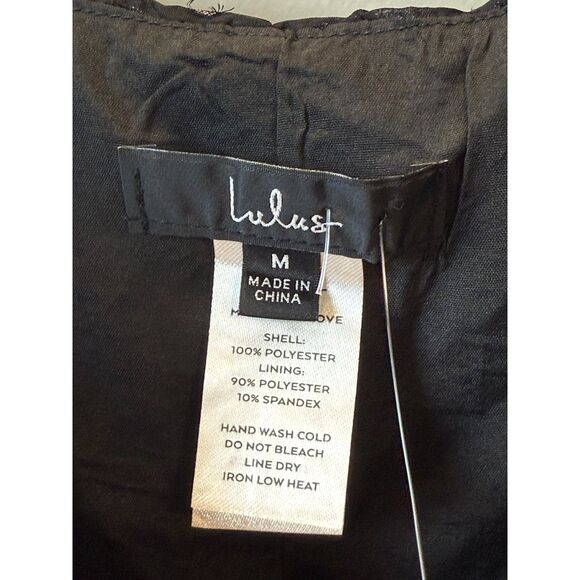 Lulus
M
MADE IN
CHINA
SHELL:
100% POLYESTER
LINING:
90% POLYESTER
10% SPANDEX
HAND WASH COLD
DO NOT BLEACH
LINE DRY
IRON LOW HEAT